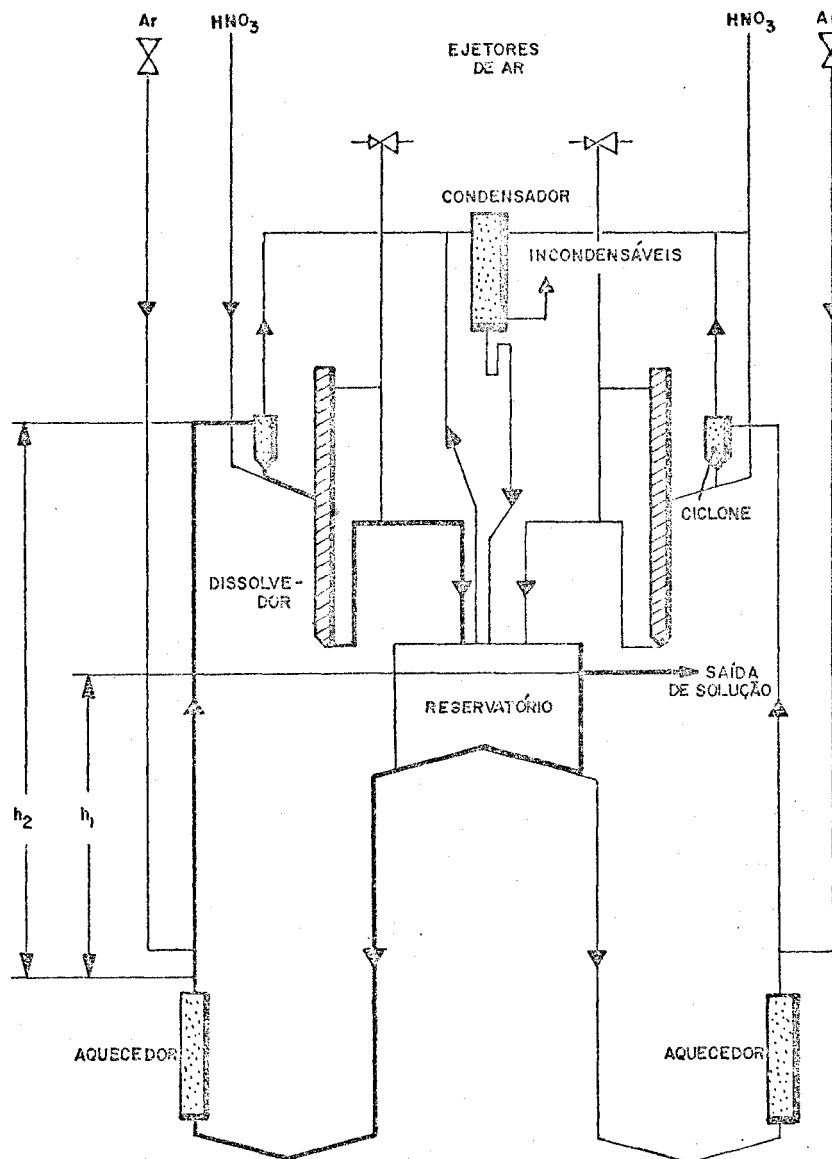 Ar
HNO3
HNO3
A
EJETORES
DE AR
CONDENSADOR
INCONDENSÁVEIS
CICLONE
DISSOLVE-
DOR
SAÍDA
DE SOLUÇÃO
RESERVATÓRIO
h2
h1
AQUECEDOR
AQUECEDOR